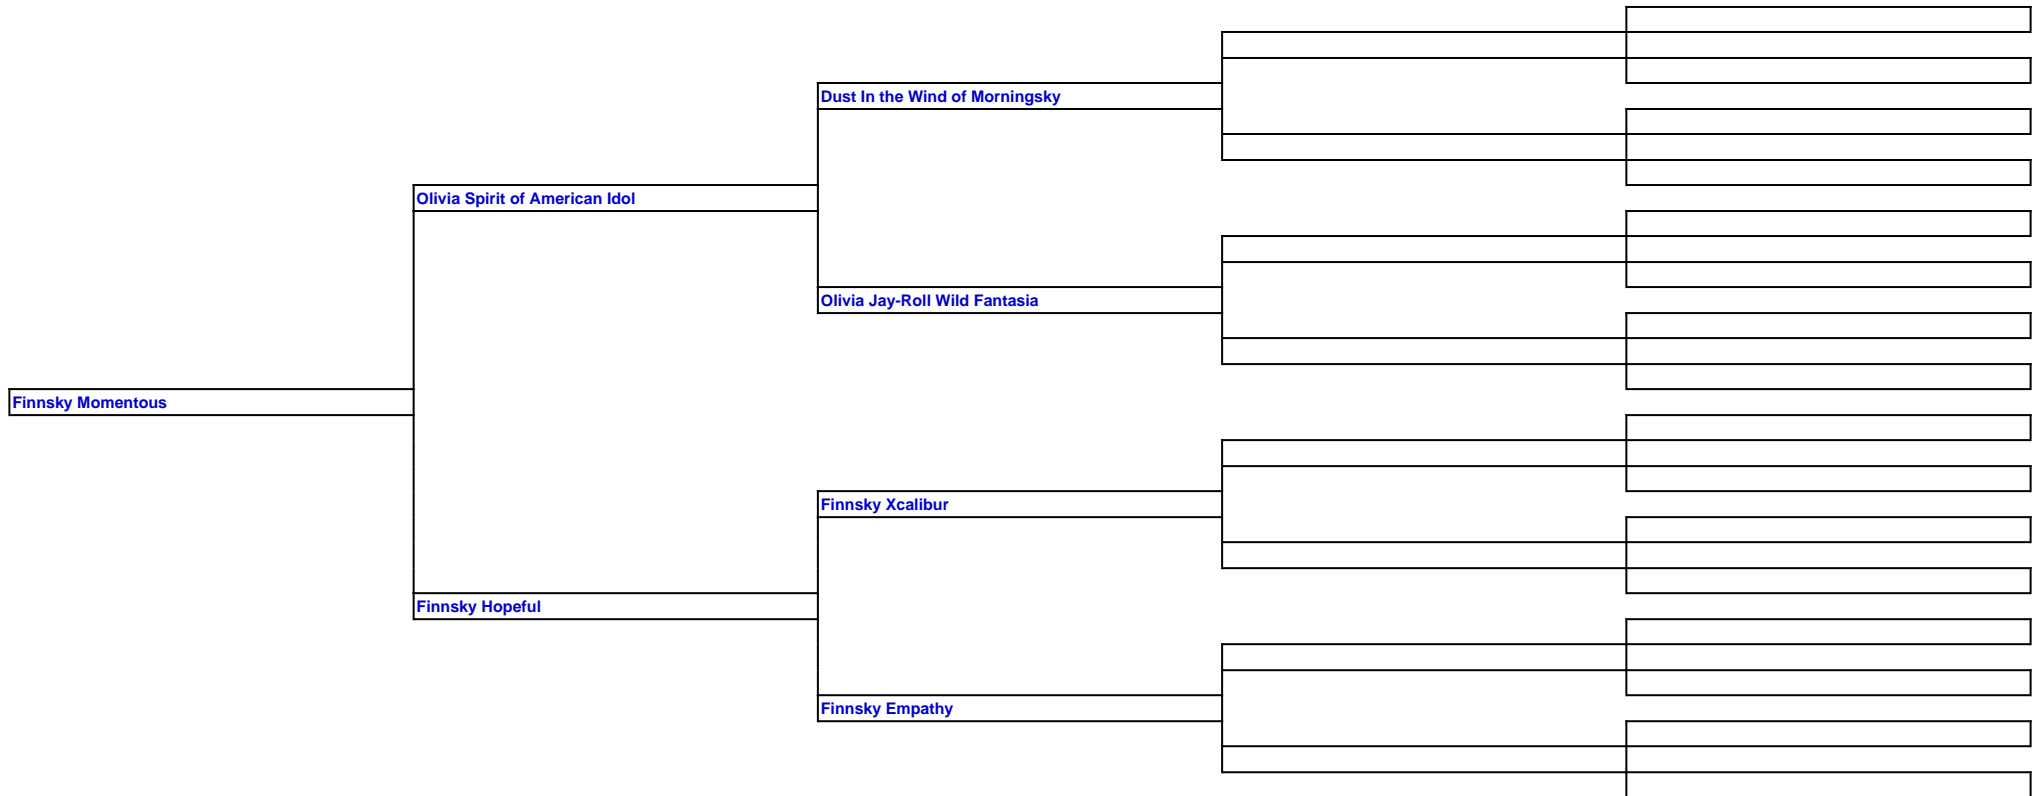 Dust In the Wind of Morningsky
Olivia Spirit of American Idol
Olivia Jay-Roll Wild Fantasia
Finnsky Momentous
Finnsky Xcalibur
Finnsky Hopeful
Finnsky Empathy